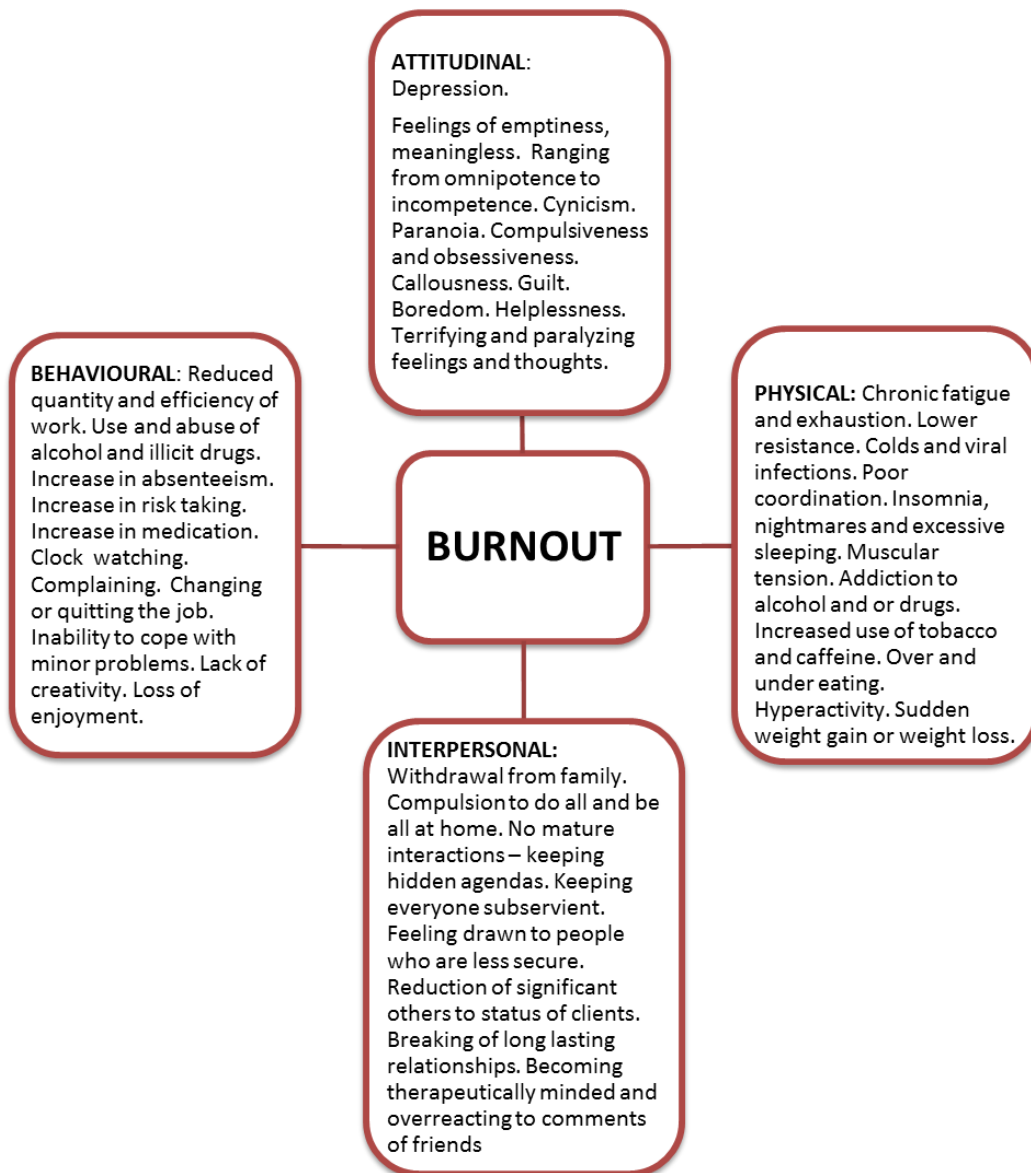 ATTITUDINAL:
Depression.
Feelings of emptiness,
meaningless. Ranging
from omnipotence to
incompetence. Cynicism.
Paranoia. Compulsiveness
and obsessiveness.
Callousness. Guilt.
Boredom. Helplessness.
Terrifying and paralyzing
feelings and thoughts.
BEHAVIOURAL: Reduced
quantity and efficiency of
work. Use and abuse of
alcohol and illicit drugs.
Increase in absenteeism.
Increase in risk taking.
Increase in medication.
Clock watching.
Complaining. Changing
or quitting the job.
Inability to cope with
minor problems. Lack of
creativity. Loss of
enjoyment.
BURNOUT
PHYSICAL: Chronic fatigue
and exhaustion. Lower
resistance. Colds and viral
infections. Poor
coordination. Insomnia,
nightmares and excessive
sleeping. Muscular
tension. Addiction to
alcohol and or drugs.
Increased use of tobacco
and caffeine. Over and
under eating.
Hyperactivity. Sudden
weight gain or weight loss.
INTERPERSONAL:
Withdrawal from family.
Compulsion to do all and be
all at home. No mature
interactions – keeping
hidden agendas. Keeping
everyone subservient.
Feeling drawn to people
who are less secure.
Reduction of significant
others to status of clients.
Breaking of long lasting
relationships. Becoming
therapeutically minded and
overreacting to comments
of friends